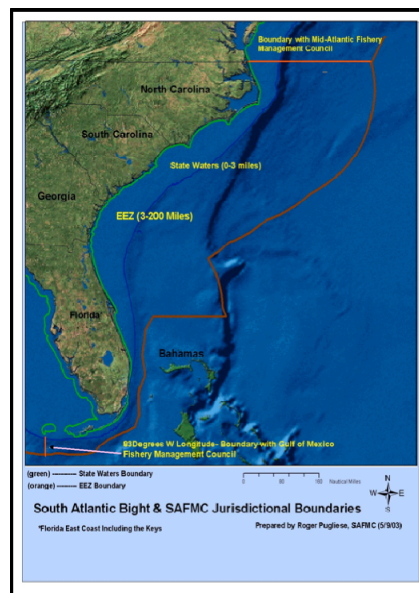 Boundary with Mid-Atlantic Fishery
Management Council
North Carolina
South Carolina
State Waters (0-3 miles)
Georgia
EEZ (3-200 Miles)
Florida
Bahamas
83Degrees W Longitude- Boundary with Gulf of Mexico
Fishery Management Council
(green) ---------- State Waters Boundary
(orange) -------- EEZ Boundary
Nautical Miles
N
W E
S
South Atlantic Bight & SAFMC Jurisdictional Boundaries
*Florida East Coast Including the Keys
Prepared by Roger Pugliese, SAFMC (5/9/03)